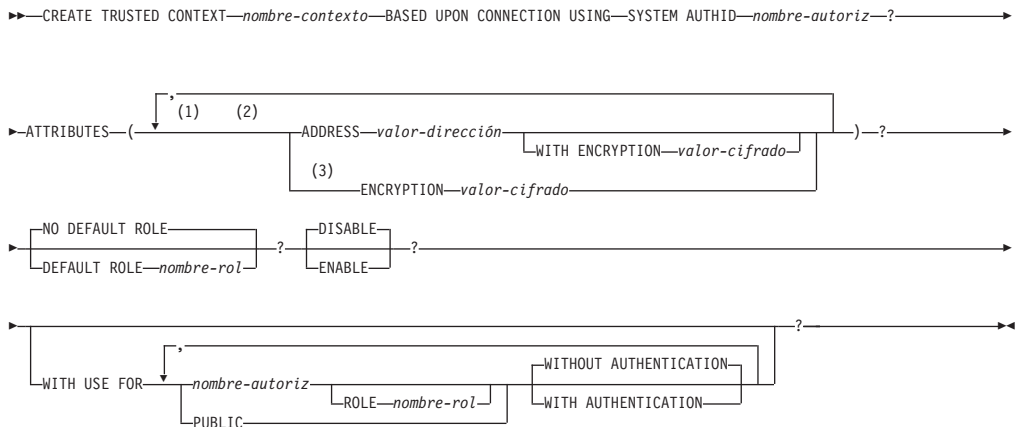 CREATE TRUSTED CONTEXT nombre-contexto BASED UPON CONNECTION USING SYSTEM AUTHID nombre-autoriz ?
,
(1) (2)
ATTRIBUTES ( ADDRESS valor-dirección ) ?
WITH ENCRYPTION valor-cifrado
(3)
ENCRYPTION valor-cifrado
NO DEFAULT ROLE DISABLE
? ?
DEFAULT ROLE nombre-rol ENABLE
?
,
WITHOUT AUTHENTICATION
WITH USE FOR nombre-autoriz
ROLE nombre-rol WITH AUTHENTICATION
PUBLIC